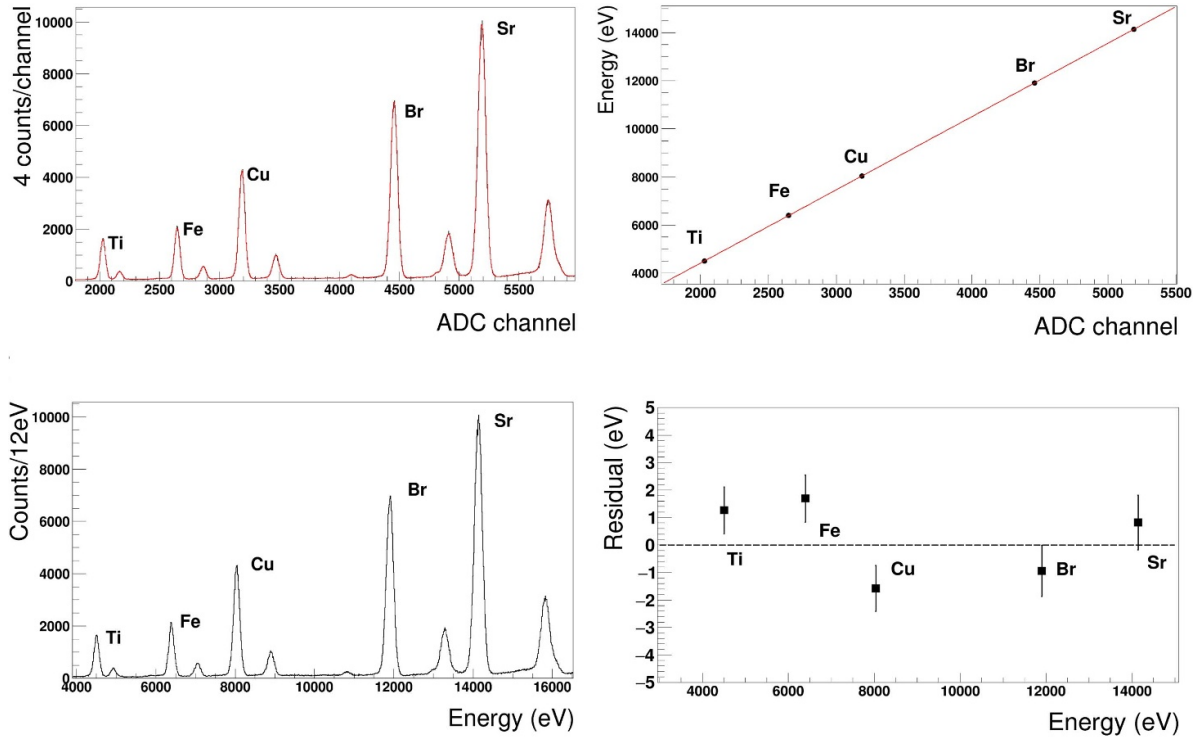 4 counts/channel
10000
8000
6000
4000
2000
0
Ti
Fe
Cu
Br
Sr
2000 2500 3000 3500 4000 4500 5000 5500
ADC channel
Energy (eV)
14000
12000
10000
8000
6000
4000
Ti
Fe
Cu
Br
Sr
2000 2500 3000 3500 4000 4500 5000 5500
ADC channel
Counts/12eV
10000
8000
6000
4000
2000
0
Ti
Fe
Cu
Br
Sr
4000 6000 8000 10000 12000 14000 16000
Energy (eV)
Residual (eV)
5
4
3
2
1
0
−1
−2
−3
−4
−5
Ti
Fe
Cu
Br
Sr
4000 6000 8000 10000 12000 14000
Energy (eV)